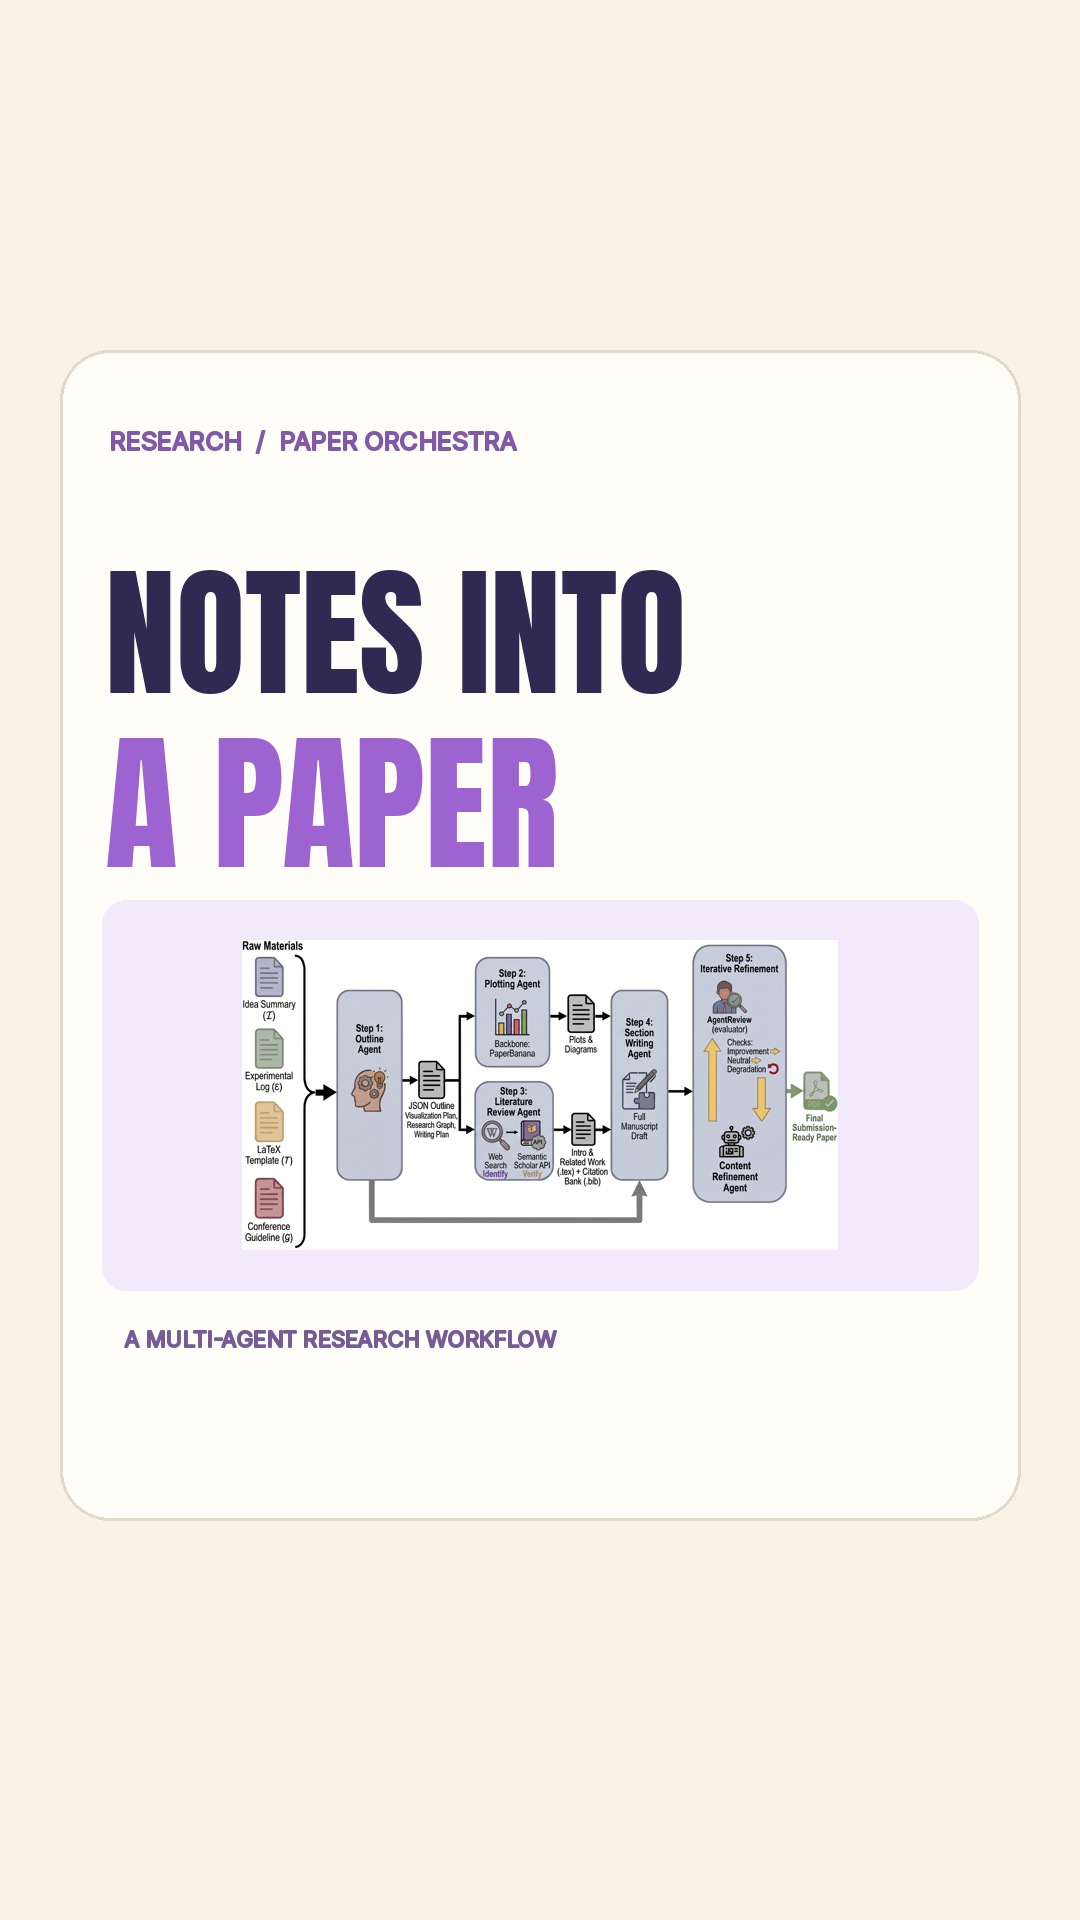 RESEARCH / PAPER ORCHESTRA
NOTES INTO
A PAPER
Raw Materials
Idea Summary
(I)
Experimental
Log (ε)
LaTeX
Template (T)
Conference
Guideline (G)
Step 1:
Outline
Agent
JSON Outline
Visualization Plan,
Research Graph,
Writing Plan
Step 2:
Plotting Agent
Backbone:
PaperBanana
Plots &
Diagrams
Step 3:
Literature
Review Agent
W
API
Web
Search
Identify
Semantic
Scholar API
Verify
Intro &
Related Work
(.tex) + Citation
Bank (.bib)
Step 4:
Section
Writing
Agent
Full
Manuscript
Draft
Step 5:
Iterative Refinement
AgentReview
(evaluator)
Checks:
Improvement
Neutral
Degradation
Content
Refinement
Agent
PDF
Final
Submission-
Ready Paper
A MULTI-AGENT RESEARCH WORKFLOW